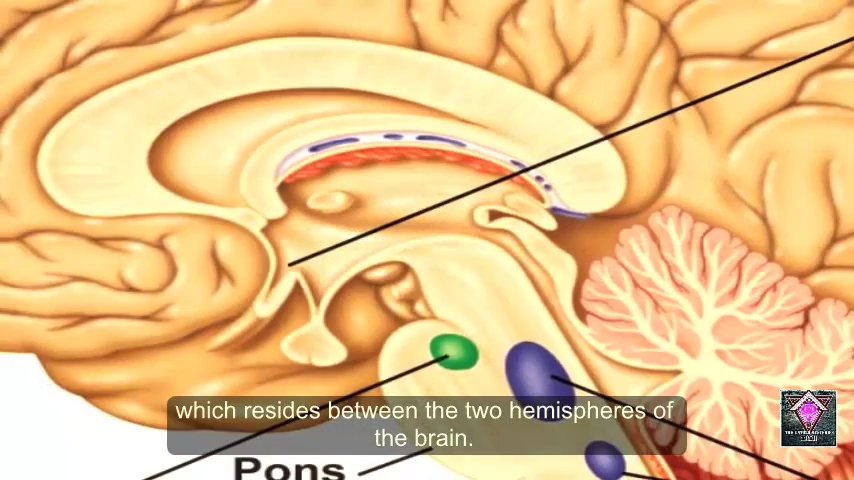 which resides between the two hemispheres of
the brain.
Pons